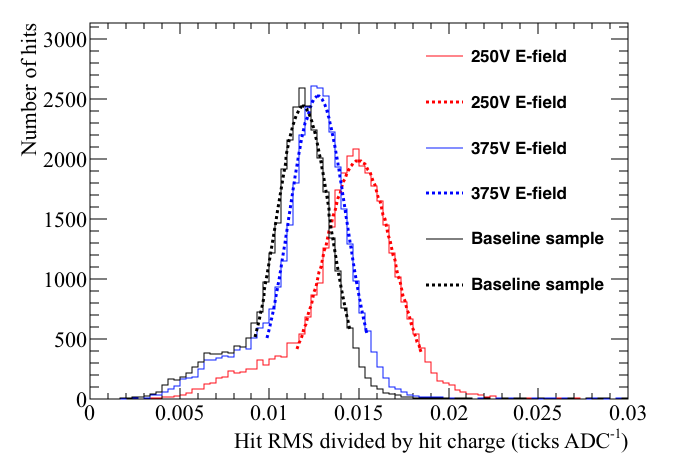 Number of hits
3000
2500
2000
1500
1000
500
0
250V E-field
250V E-field
375V E-field
375V E-field
Baseline sample
Baseline sample
0 0.005 0.01 0.015 0.02 0.025 0.03
Hit RMS divided by hit charge (ticks ADC⁻¹)